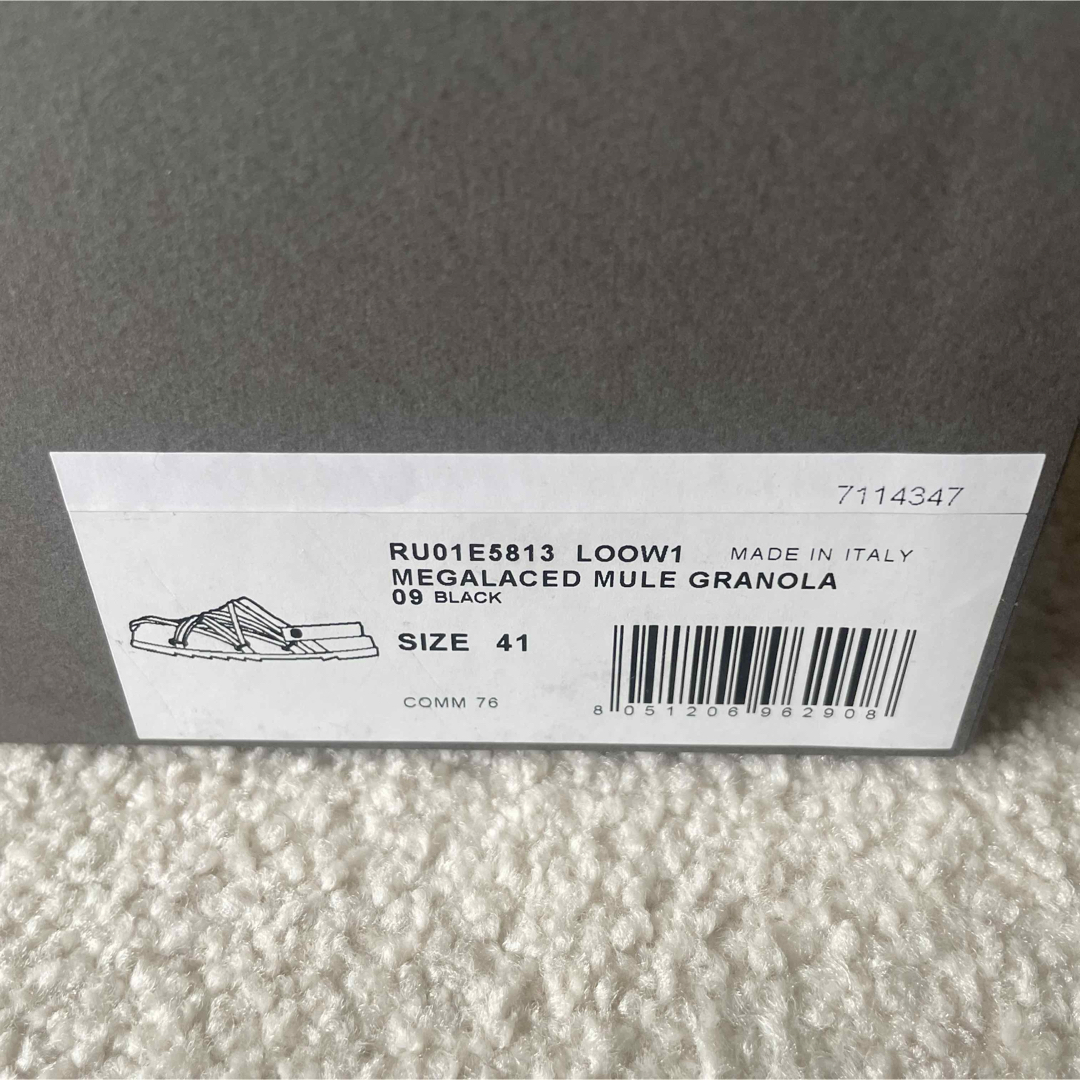 7114347
RU01E5813 LOOW1 MADE IN ITALY
MEGALACED MULE GRANOLA
09 BLACK
SIZE 41
COMM 76
8 051206 962908